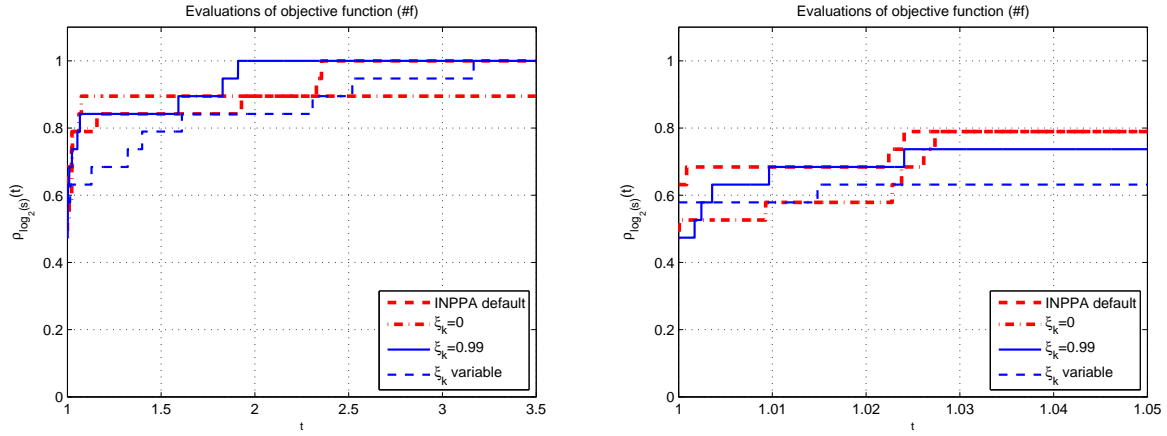 Evaluations of objective function (#f)
ρlog2(s)(t)
1
0.8
0.6
0.4
0.2
0
INPPA default
ξk=0
ξk=0.99
ξk variable
1 1.5 2 2.5 3 3.5
t
Evaluations of objective function (#f)
ρlog2(s)(t)
1
0.8
0.6
0.4
0.2
0
INPPA default
ξk=0
ξk=0.99
ξk variable
1 1.01 1.02 1.03 1.04 1.05
t